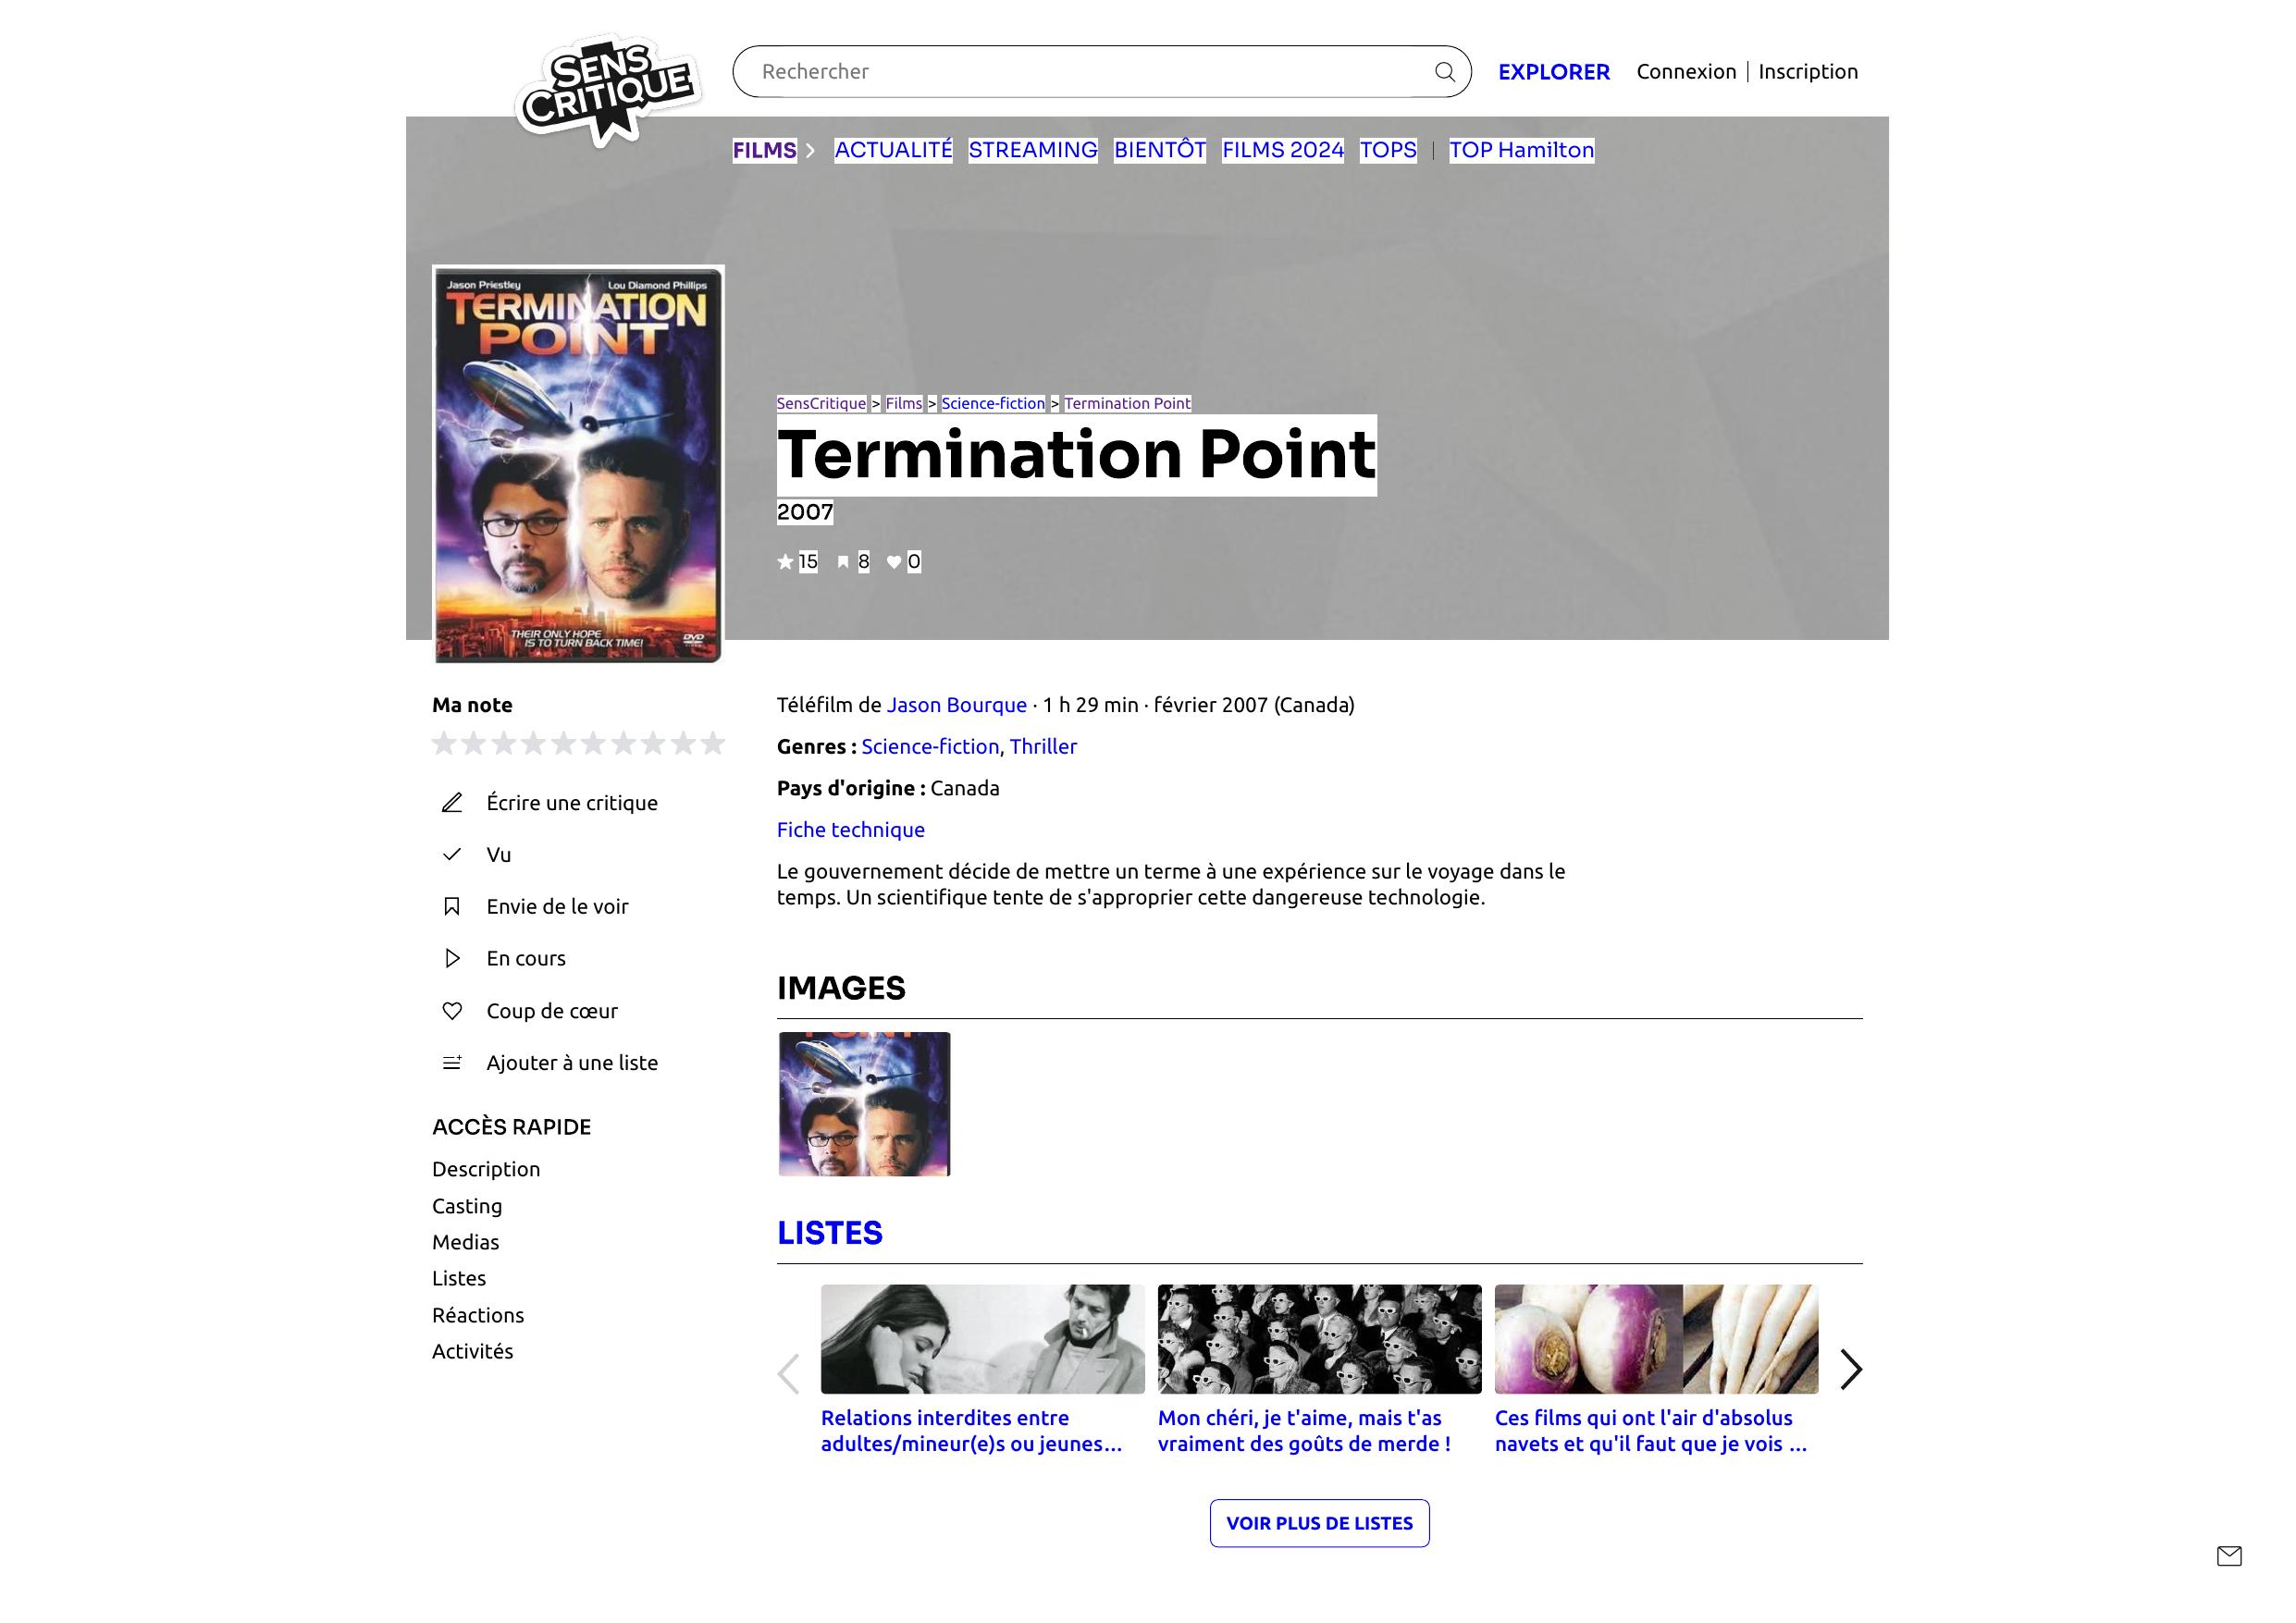 SENS
CRITIQUE
Rechercher
EXPLORER
Connexion | Inscription
FILMS
ACTUALITÉ
STREAMING
BIENTÔT
FILMS 2024
TOPS
TOP Hamilton
Jason Priestley
Lou Diamond Phillips
TERMINATION
POINT
THEIR ONLY HOPE
IS TO TURN BACK TIME!
DVD
SensCritique > Films > Science-fiction > Termination Point
Termination Point
2007
15 8 0
Ma note
Écrire une critique
Vu
Envie de le voir
En cours
Coup de cœur
Ajouter à une liste
ACCÈS RAPIDE
Description
Casting
Medias
Listes
Réactions
Activités
Téléfilm de Jason Bourque · 1 h 29 min · février 2007 (Canada)
Genres : Science-fiction, Thriller
Pays d'origine : Canada
Fiche technique
Le gouvernement décide de mettre un terme à une expérience sur le voyage dans le
temps. Un scientifique tente de s'approprier cette dangereuse technologie.
IMAGES
LISTES
Relations interdites entre
adultes/mineur(e)s ou jeunes...
Mon chéri, je t'aime, mais t'as
vraiment des goûts de merde !
Ces films qui ont l'air d'absolus
navets et qu'il faut que je vois ...
VOIR PLUS DE LISTES